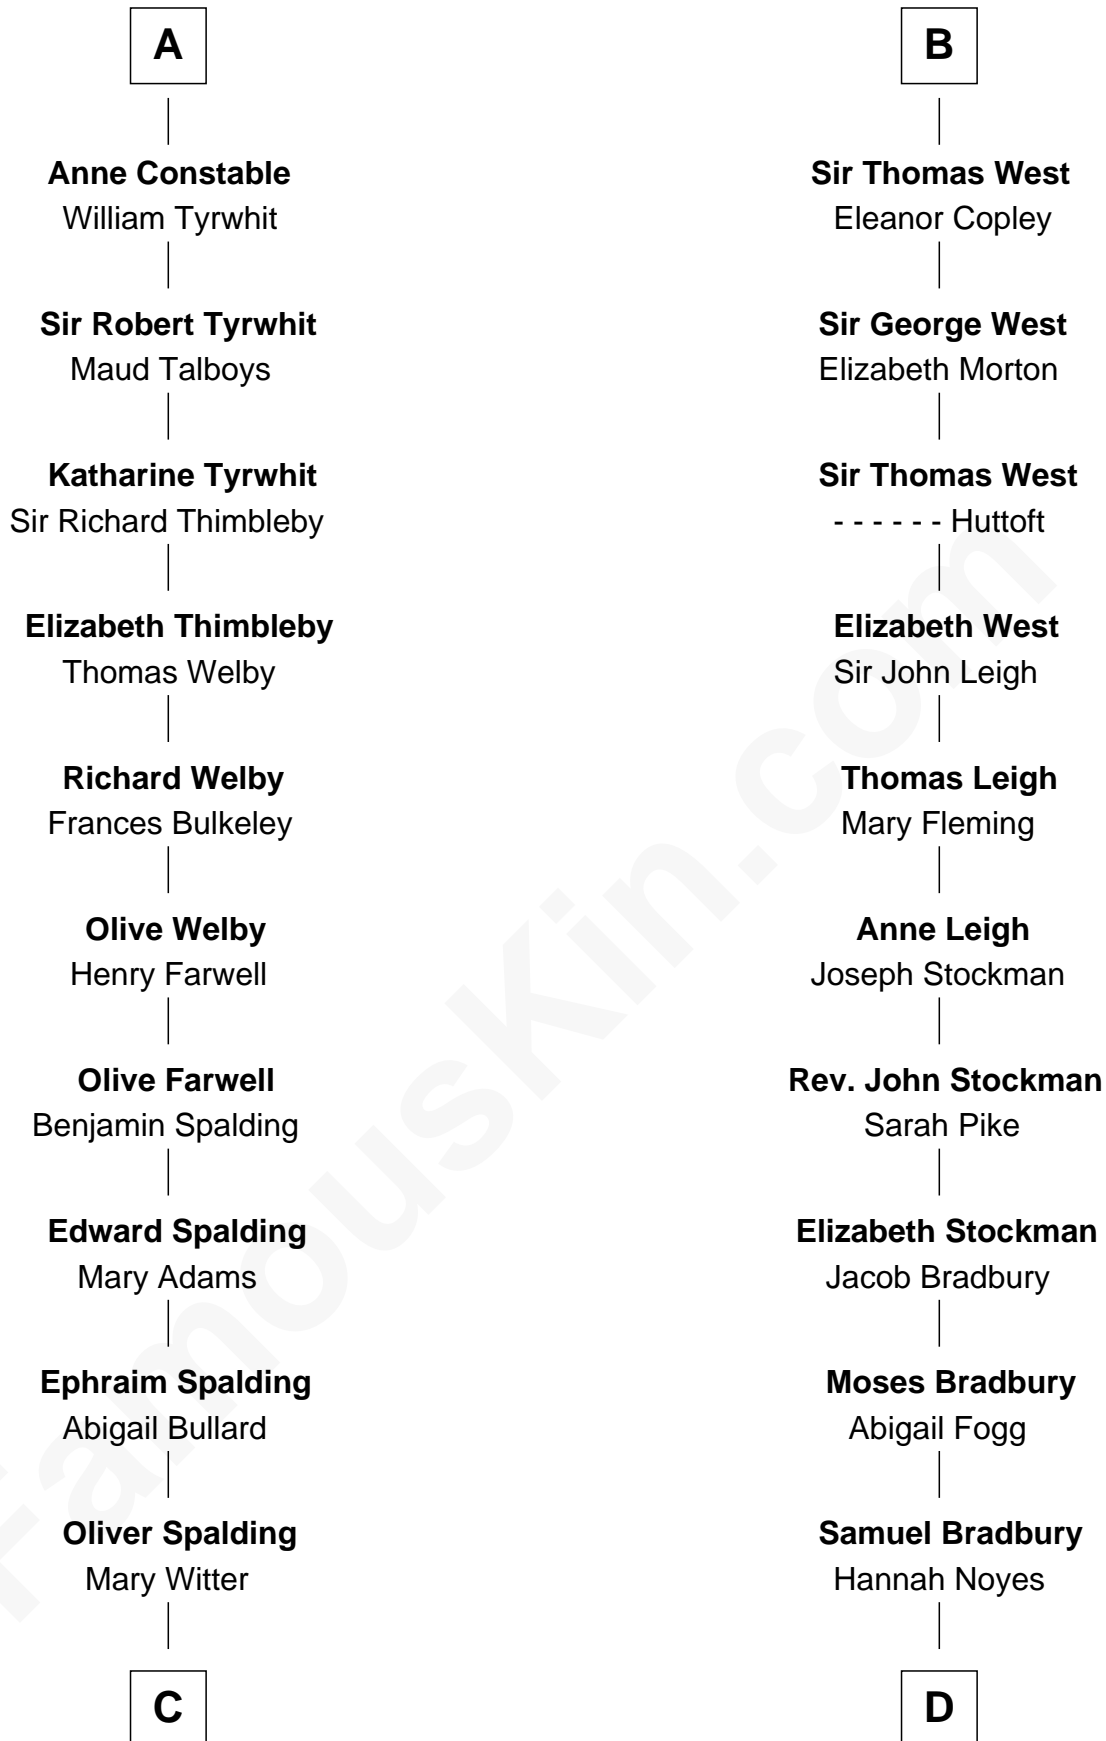 A
Anne Constable
William Tyrwhit
Sir Robert Tyrwhit
Maud Talboys
Katharine Tyrwhit
Sir Richard Thimbleby
Elizabeth Thimbleby
Thomas Welby
Richard Welby
Frances Bulkeley
Olive Welby
Henry Farwell
Olive Farwell
Benjamin Spalding
Edward Spalding
Mary Adams
Ephraim Spalding
Abigail Bullard
Oliver Spalding
Mary Witter
C
B
Sir Thomas West
Eleanor Copley
Sir George West
Elizabeth Morton
Sir Thomas West
- - - - - - Huttoft
Elizabeth West
Sir John Leigh
Thomas Leigh
Mary Fleming
Anne Leigh
Joseph Stockman
Rev. John Stockman
Sarah Pike
Elizabeth Stockman
Jacob Bradbury
Moses Bradbury
Abigail Fogg
Samuel Bradbury
Hannah Noyes
D
FamousKin.com